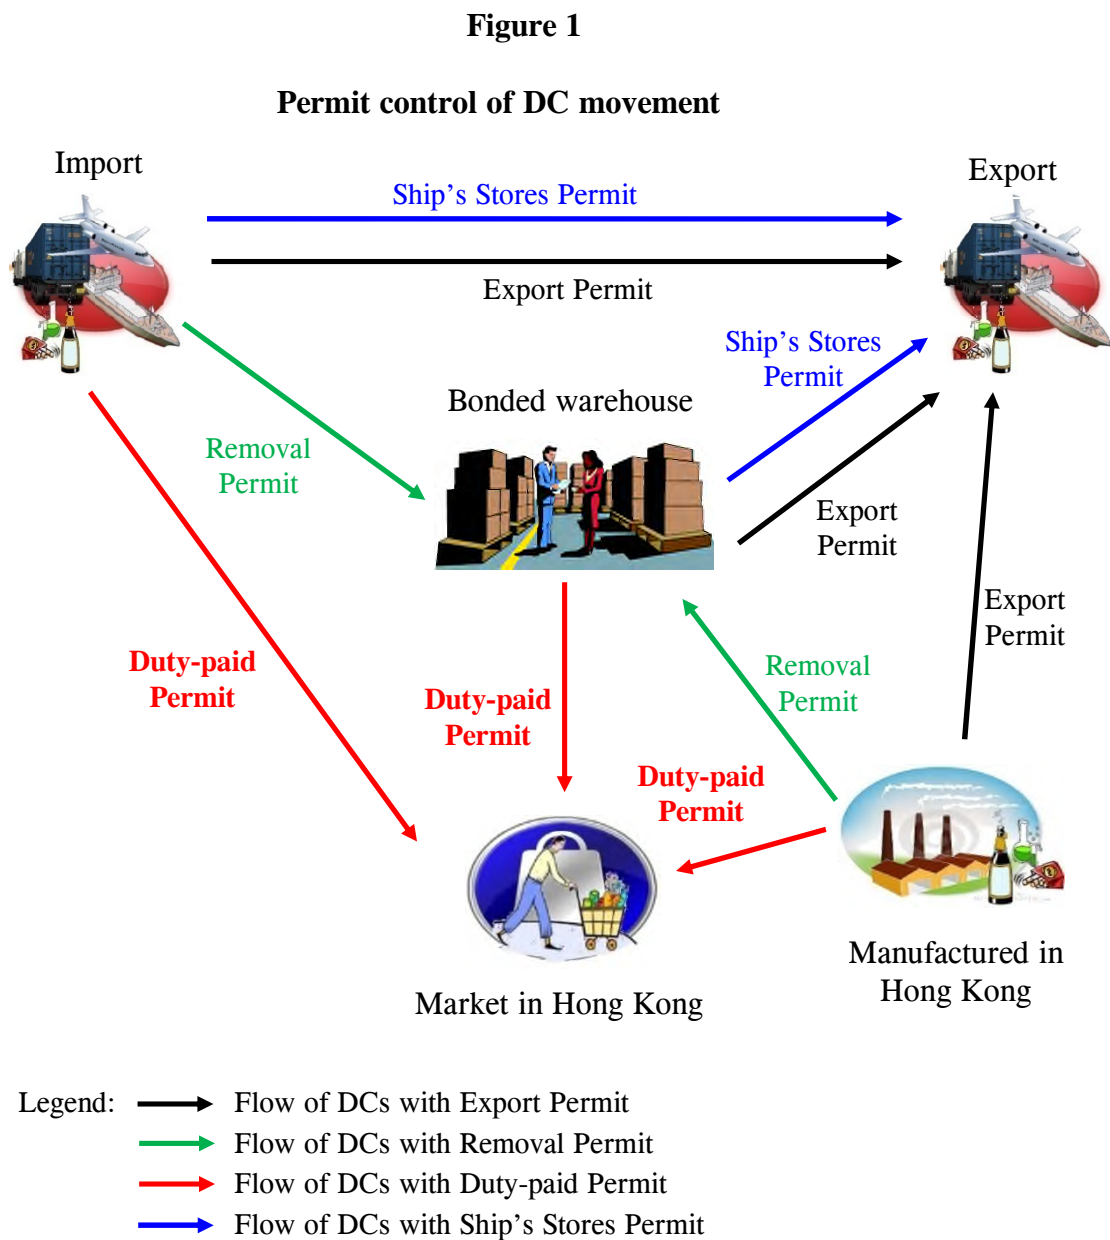 Figure 1
Permit control of DC movement
Import
Export
Ship's Stores Permit
Export Permit
Ship's Stores
Permit
Bonded warehouse
Removal
Permit
Export
Permit
Export
Permit
Duty-paid
Permit
Removal
Permit
Duty-paid
Permit
Duty-paid
Permit
Manufactured in
Hong Kong
Market in Hong Kong
Legend:
Flow of DCs with Export Permit
Flow of DCs with Removal Permit
Flow of DCs with Duty-paid Permit
Flow of DCs with Ship's Stores Permit